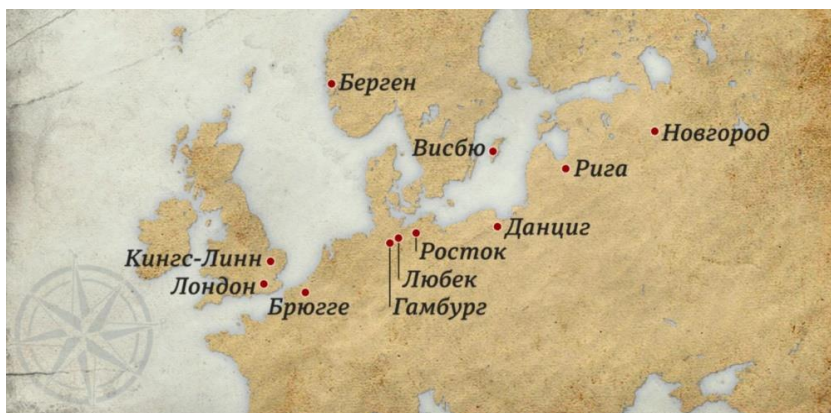 Берген
Новгород
Висбю
Рига
Данциг
Росток
Кингс-Линн
Любек
Лондон
Брюгге
Гамбург